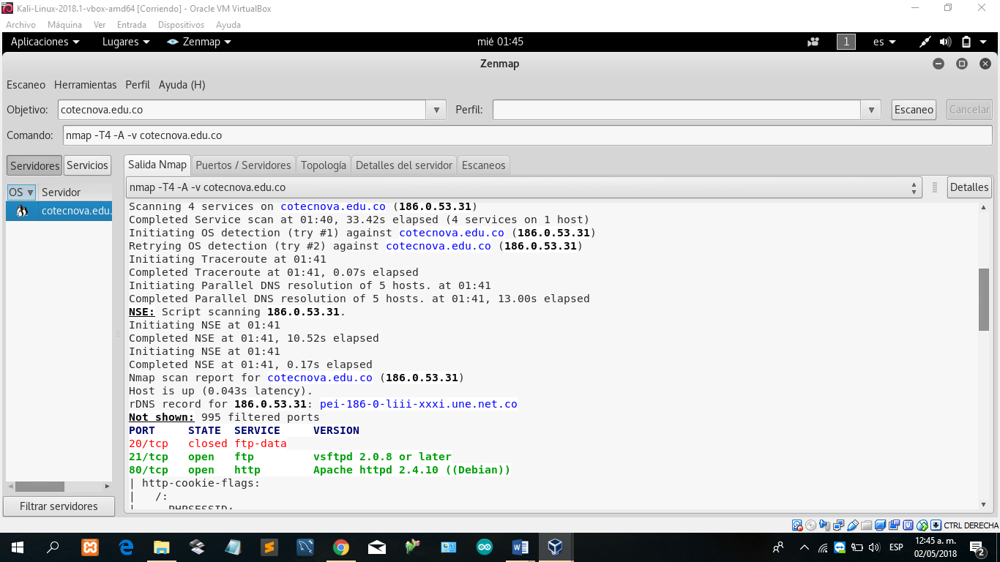 Kali-Linux-2018.1-vbox-amd64 [Corriendo] - Oracle VM VirtualBox
Archivo Máquina Ver Entrada Dispositivos Ayuda
Aplicaciones Lugares Zenmap mié 01:45 1 es
Zenmap
Escaneo Herramientas Perfil Ayuda (H)
Objetivo: cotecnova.edu.co Perfil: Escaneo Cancelar
Comando: nmap -T4 -A -v cotecnova.edu.co
Servidores Servicios Salida Nmap Puertos / Servidores Topología Detalles del servidor Escaneos
nmap -T4 -A -v cotecnova.edu.co Detalles
OS Servidor
cotecnova.edu.
Scanning 4 services on cotecnova.edu.co (186.0.53.31)
Completed Service scan at 01:40, 33.42s elapsed (4 services on 1 host)
Initiating OS detection (try #1) against cotecnova.edu.co (186.0.53.31)
Retrying OS detection (try #2) against cotecnova.edu.co (186.0.53.31)
Initiating Traceroute at 01:41
Completed Traceroute at 01:41, 0.07s elapsed
Initiating Parallel DNS resolution of 5 hosts. at 01:41
Completed Parallel DNS resolution of 5 hosts. at 01:41, 13.00s elapsed
NSE: Script scanning 186.0.53.31.
Initiating NSE at 01:41
Completed NSE at 01:41, 10.52s elapsed
Initiating NSE at 01:41
Completed NSE at 01:41, 0.17s elapsed
Nmap scan report for cotecnova.edu.co (186.0.53.31)
Host is up (0.043s latency).
rDNS record for 186.0.53.31: pei-186-0-liii-xxxi.une.net.co
Not shown: 995 filtered ports
PORT STATE SERVICE VERSION
20/tcp closed ftp-data
21/tcp open ftp vsftpd 2.0.8 or later
80/tcp open http Apache httpd 2.4.10 ((Debian))
| http-cookie-flags:
| /:
| PHPSESSID:
Filtrar servidores
CTRL DERECHA
ESP 12:45 a. m.
02/05/2018 2